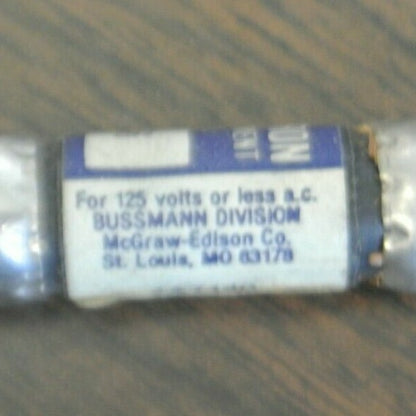 For 125 volts or less a.c.
BUSSMANN DIVISION
McGraw-Edison Co.
St. Louis, MO 63178